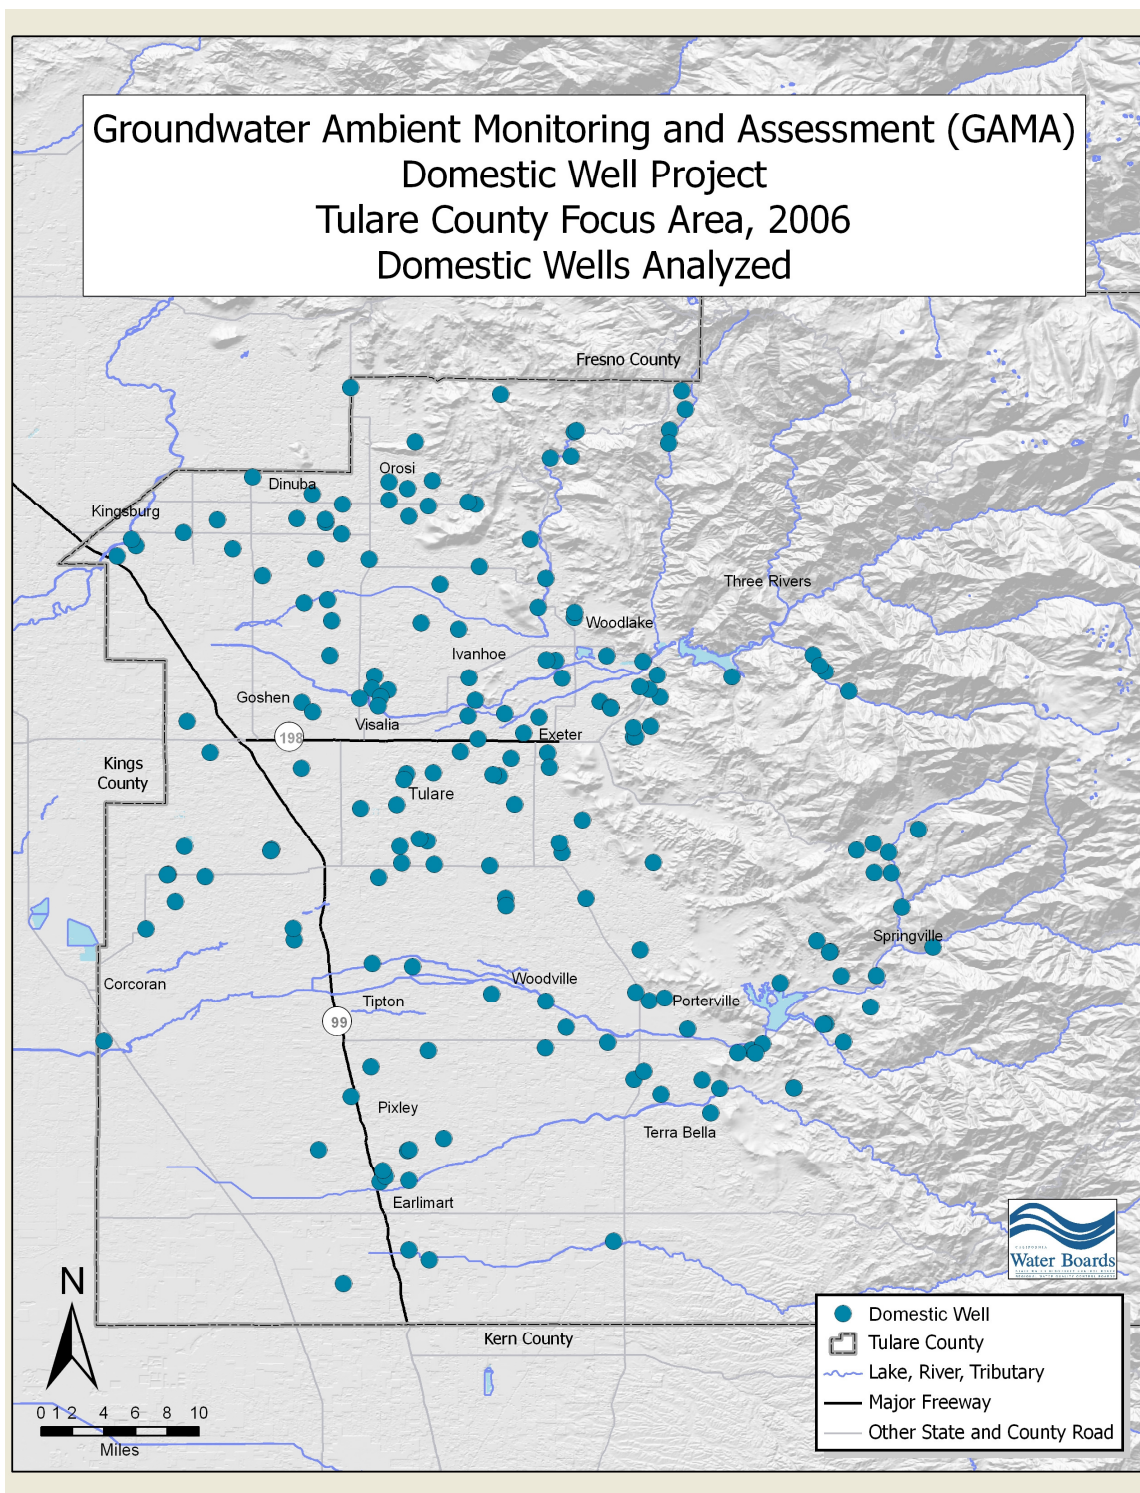 Groundwater Ambient Monitoring and Assessment (GAMA)
Domestic Well Project
Tulare County Focus Area, 2006
Domestic Wells Analyzed
Fresno County
Orosi
Dinuba
Kingsburg
Three Rivers
Woodlake
Ivanhoe
Goshen
Visalia
198
Exeter
Kings
County
Tulare
Springville
Corcoran
Woodville
Tipton
Porterville
99
Pixley
Terra Bella
Earlimart
CALIFORNIA
Water Boards
N
Kern County
Domestic Well
Tulare County
Lake, River, Tributary
Major Freeway
Other State and County Road
0 1 2 4 6 8 10
Miles